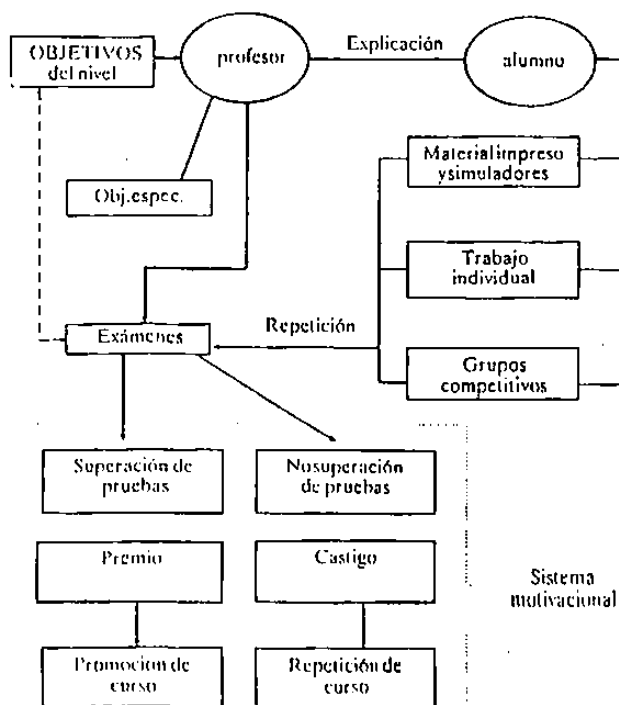 OBJETIVOS
del nivel
profesor
Explicación
alumno
Material impreso
y simuladores
Obj. espec.
Trabajo
individual
Exámenes
Repetición
Grupos
competitivos
Superación de
pruebas
No superación
de pruebas
Premio
Castigo
Sistema
motivacional
Promoción de
curso
Repetición de
curso